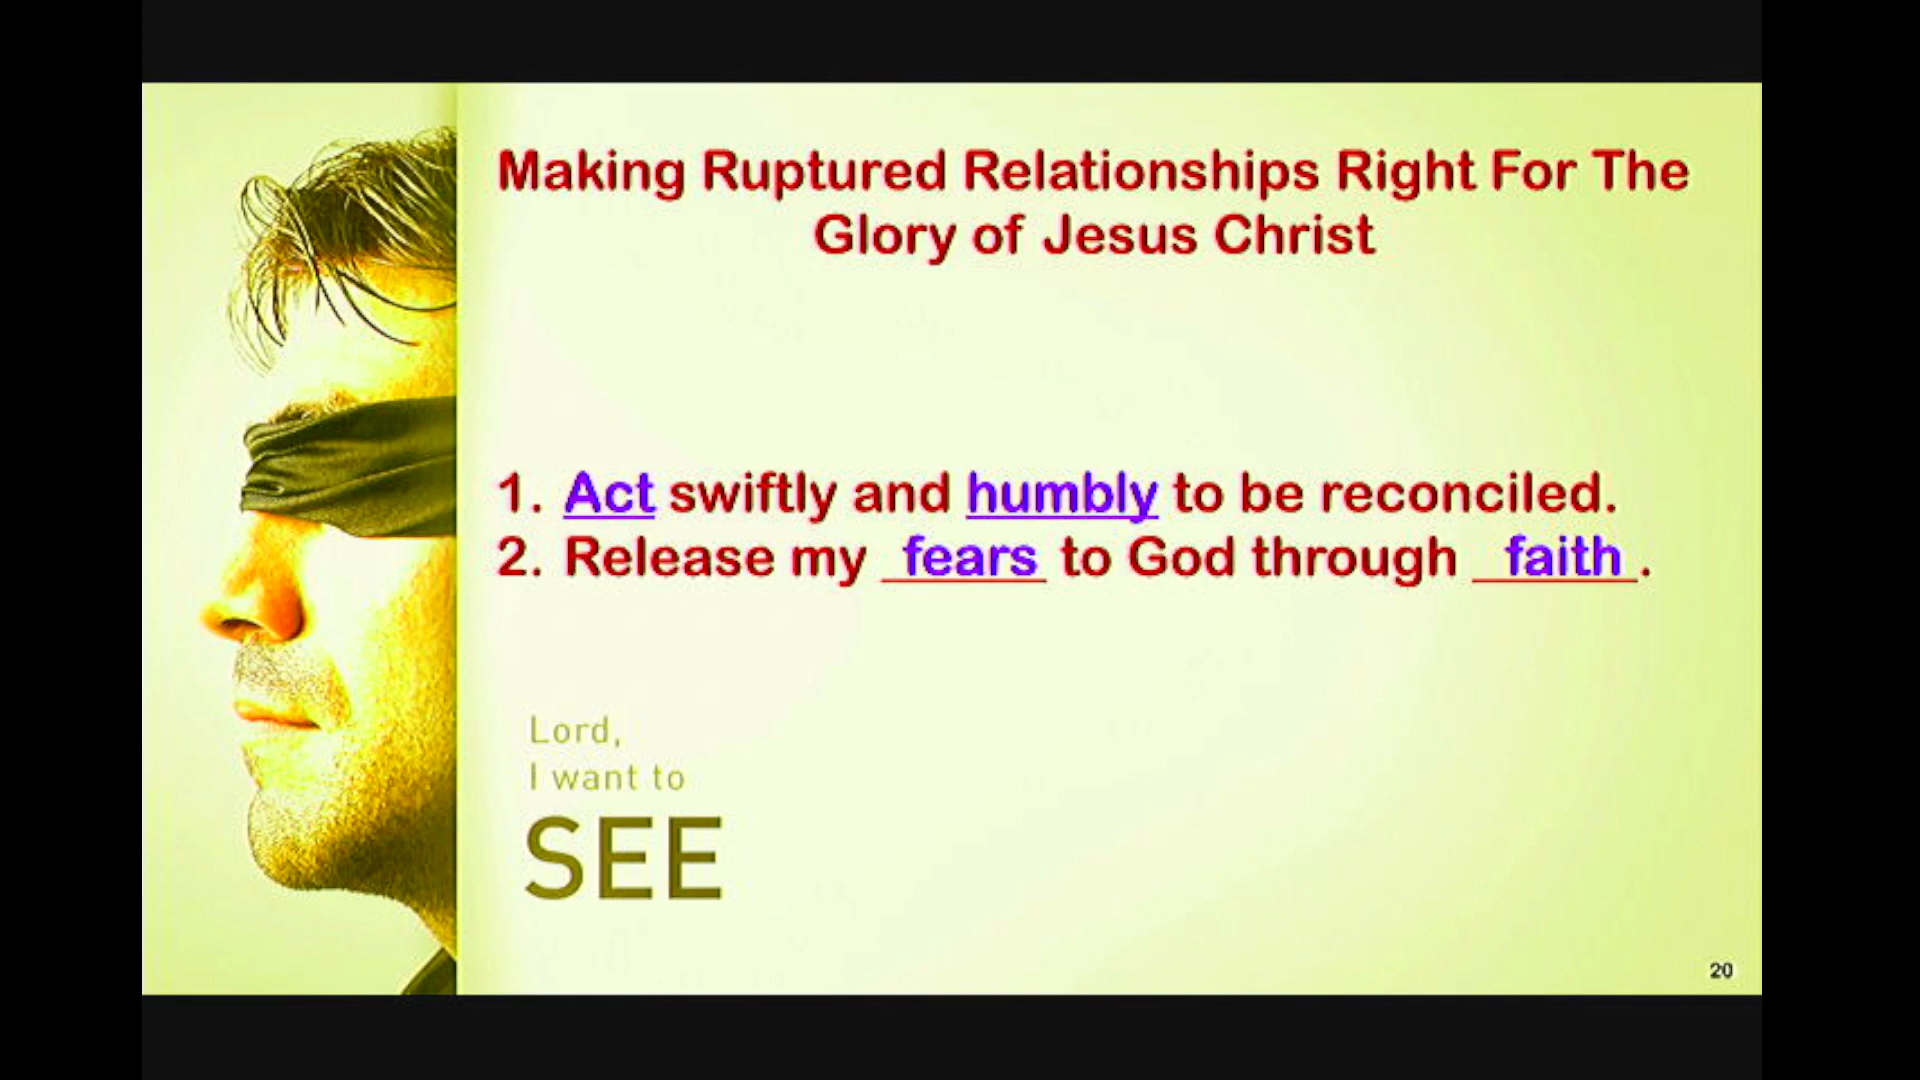 Making Ruptured Relationships Right For The
Glory of Jesus Christ
1. Act swiftly and humbly to be reconciled.
2. Release my fears to God through faith.
Lord,
I want to
SEE
20